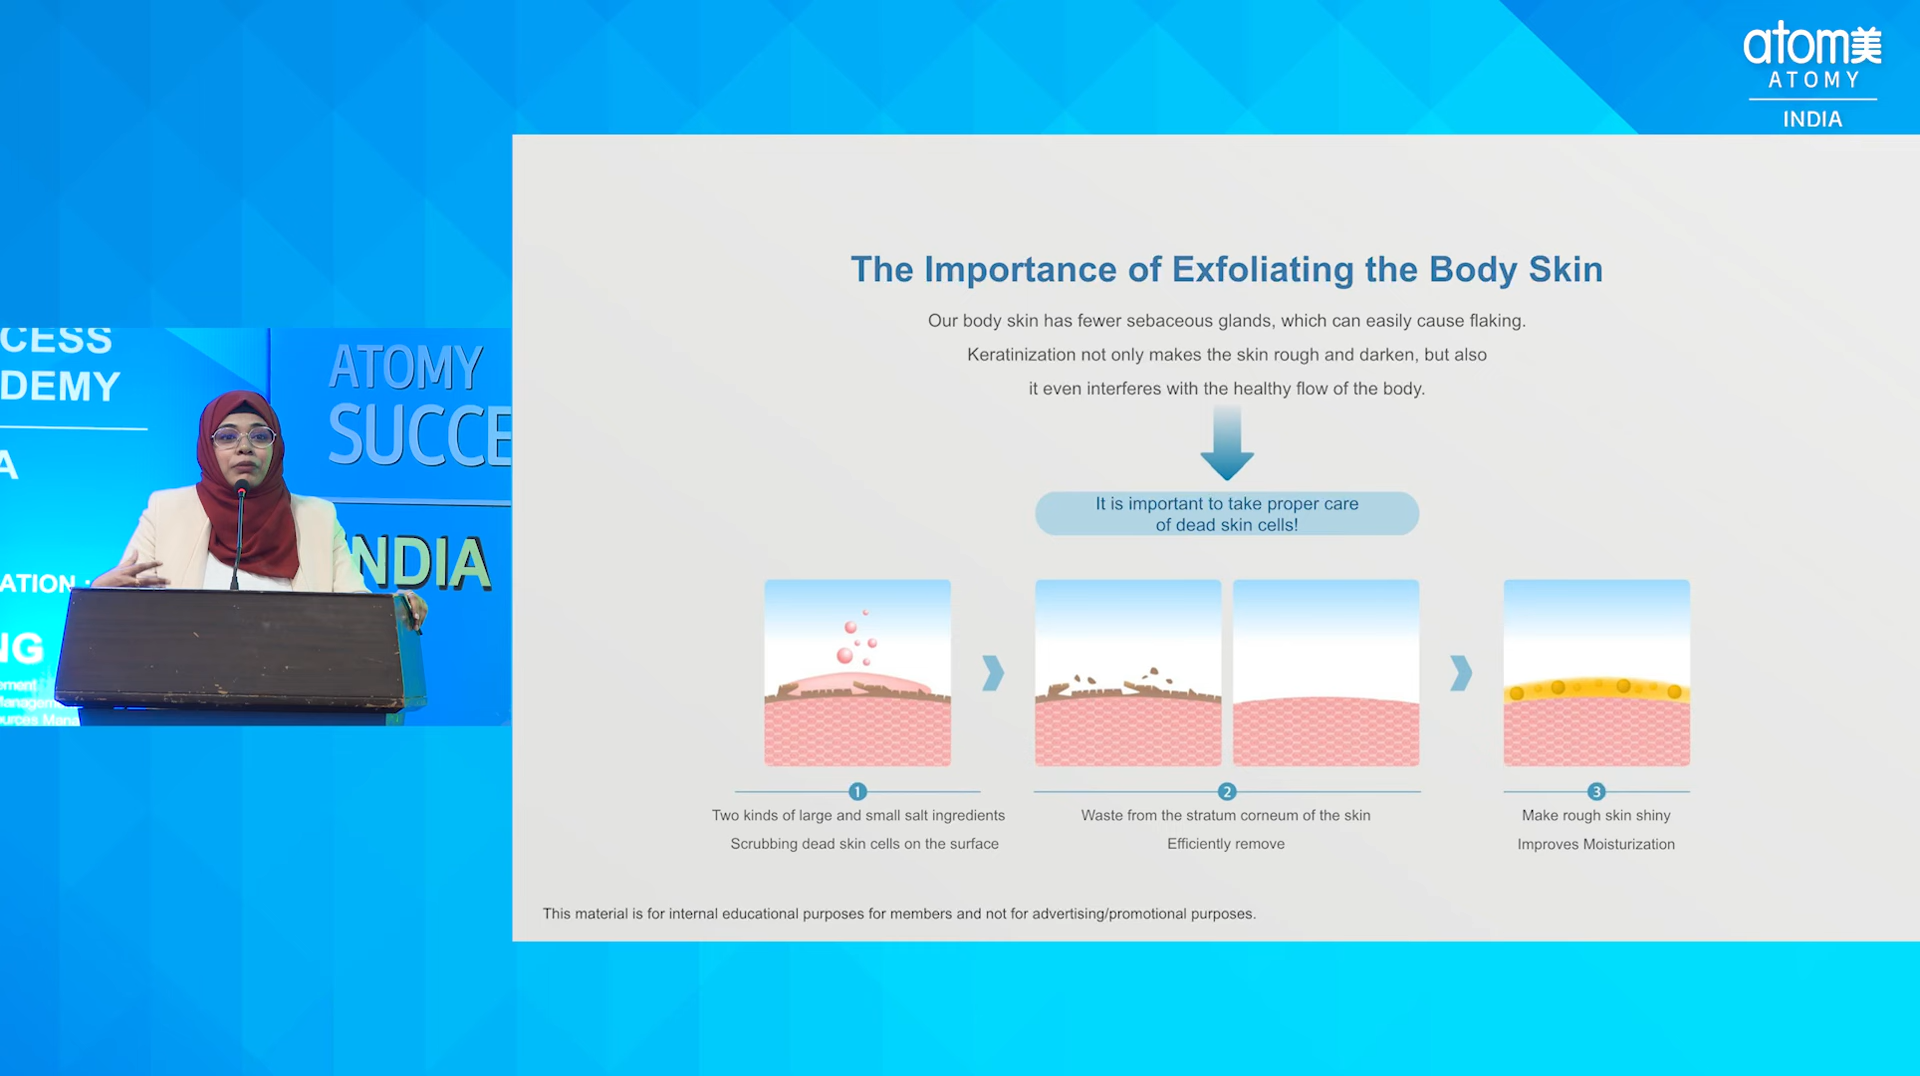 atom美
ATOMY
INDIA
The Importance of Exfoliating the Body Skin
Our body skin has fewer sebaceous glands, which can easily cause flaking.
Keratinization not only makes the skin rough and darken, but also
it even interferes with the healthy flow of the body.
It is important to take proper care
of dead skin cells!
1
Two kinds of large and small salt ingredients
Scrubbing dead skin cells on the surface
2
Waste from the stratum corneum of the skin
Efficiently remove
3
Make rough skin shiny
Improves Moisturization
This material is for internal educational purposes for members and not for advertising/promotional purposes.
CESS
DEMY
A
ATION :
NG
ement
Manageme
ources Mana
ATOMY
SUCCE
NDIA